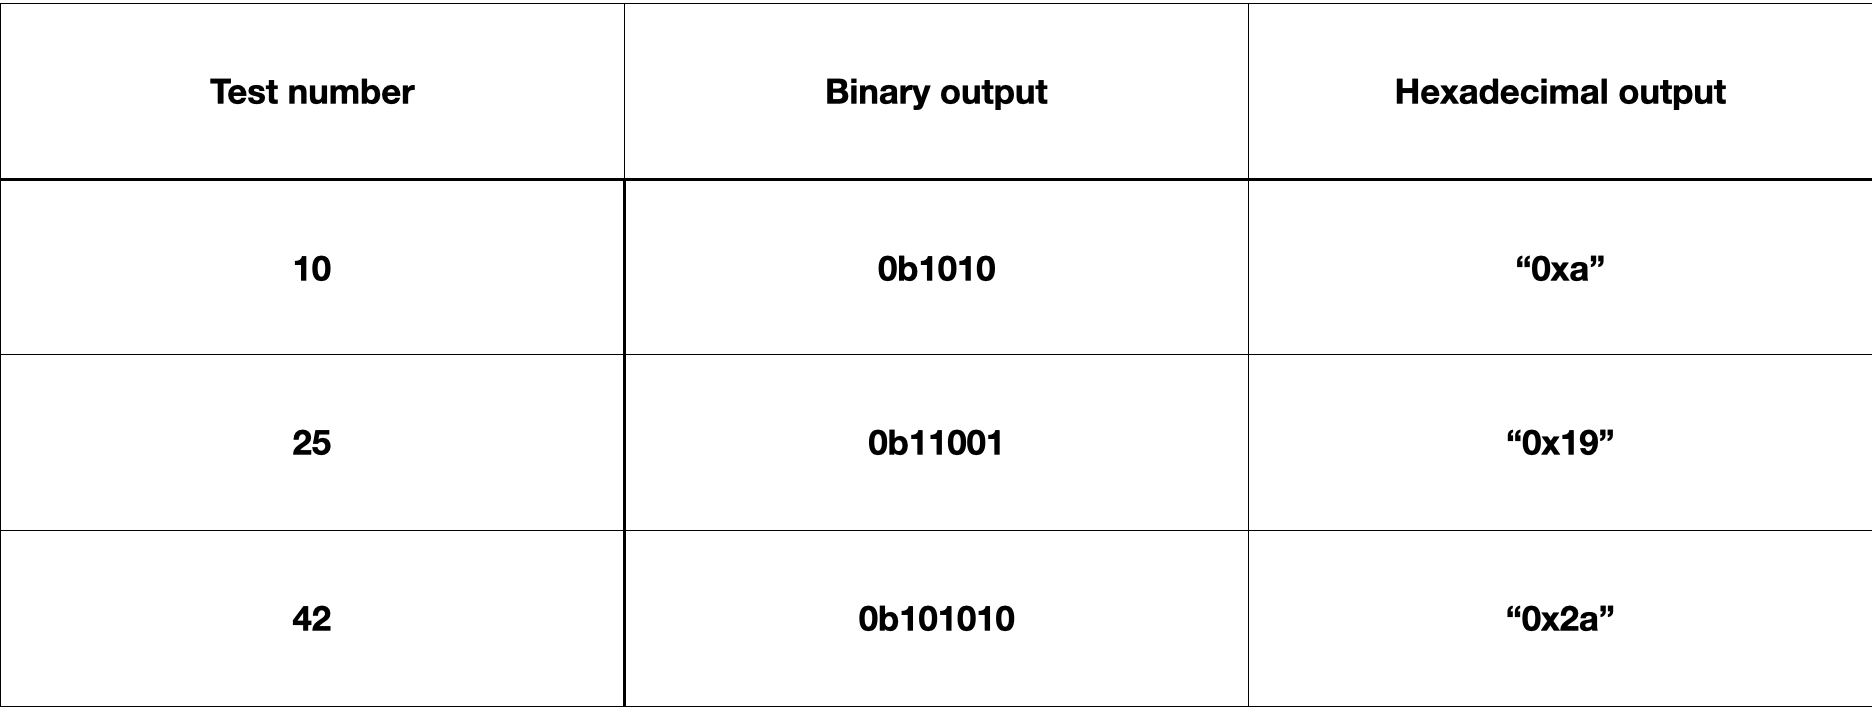 Test number Binary output Hexadecimal output
10 0b1010 “0xa”
25 0b11001 “0x19”
42 0b101010 “0x2a”